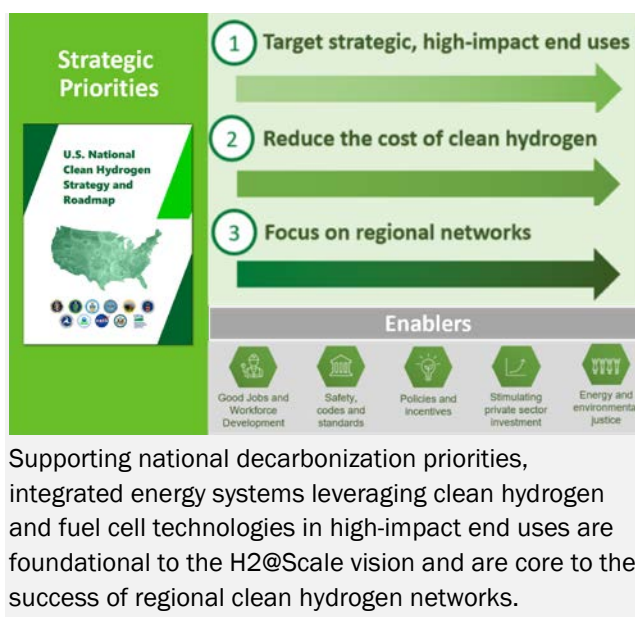 Strategic
Priorities
U.S. National
Clean Hydrogen
Strategy and
Roadmap
1 Target strategic, high-impact end uses
2 Reduce the cost of clean hydrogen
3 Focus on regional networks
Enablers
Good Jobs and
Workforce
Development
Safety,
codes and
standards
Policies and
incentives
Stimulating
private sector
investment
Energy and
environmental
justice
Supporting national decarbonization priorities,
integrated energy systems leveraging clean hydrogen
and fuel cell technologies in high-impact end uses are
foundational to the H2@Scale vision and are core to the
success of regional clean hydrogen networks.